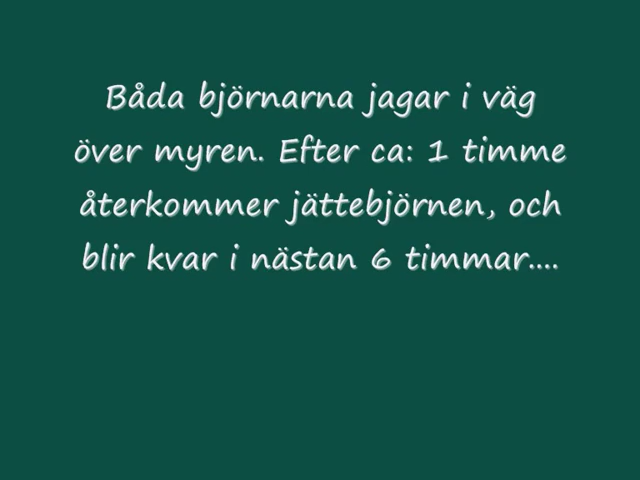 Båda björnarna jagar i väg
över myren. Efter ca: 1 timme
återkommer jättebjörnen, och
blir kvar i nästan 6 timmar....